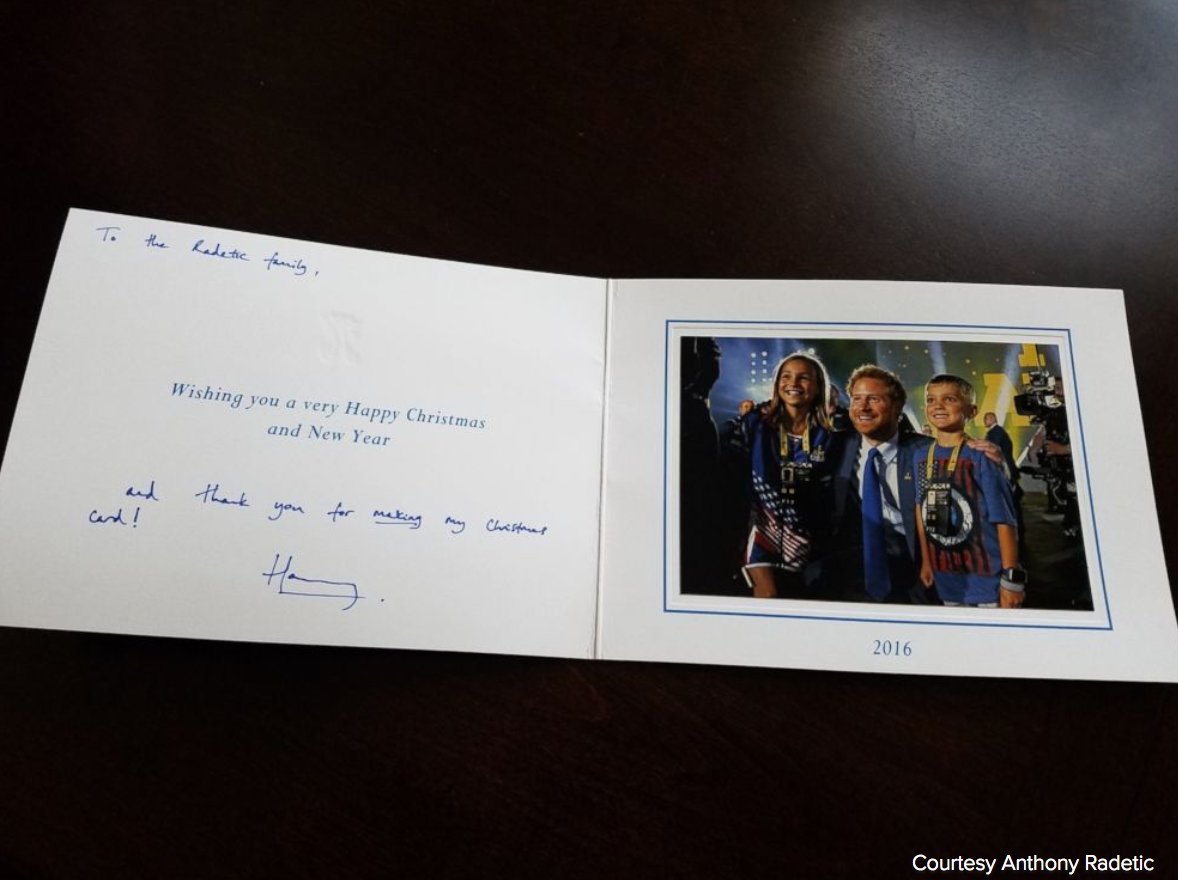 To the Radetic family,
Wishing you a very Happy Christmas
and New Year
and thank you for making my Christmas
card!
Harry.
2016
Courtesy Anthony Radetic